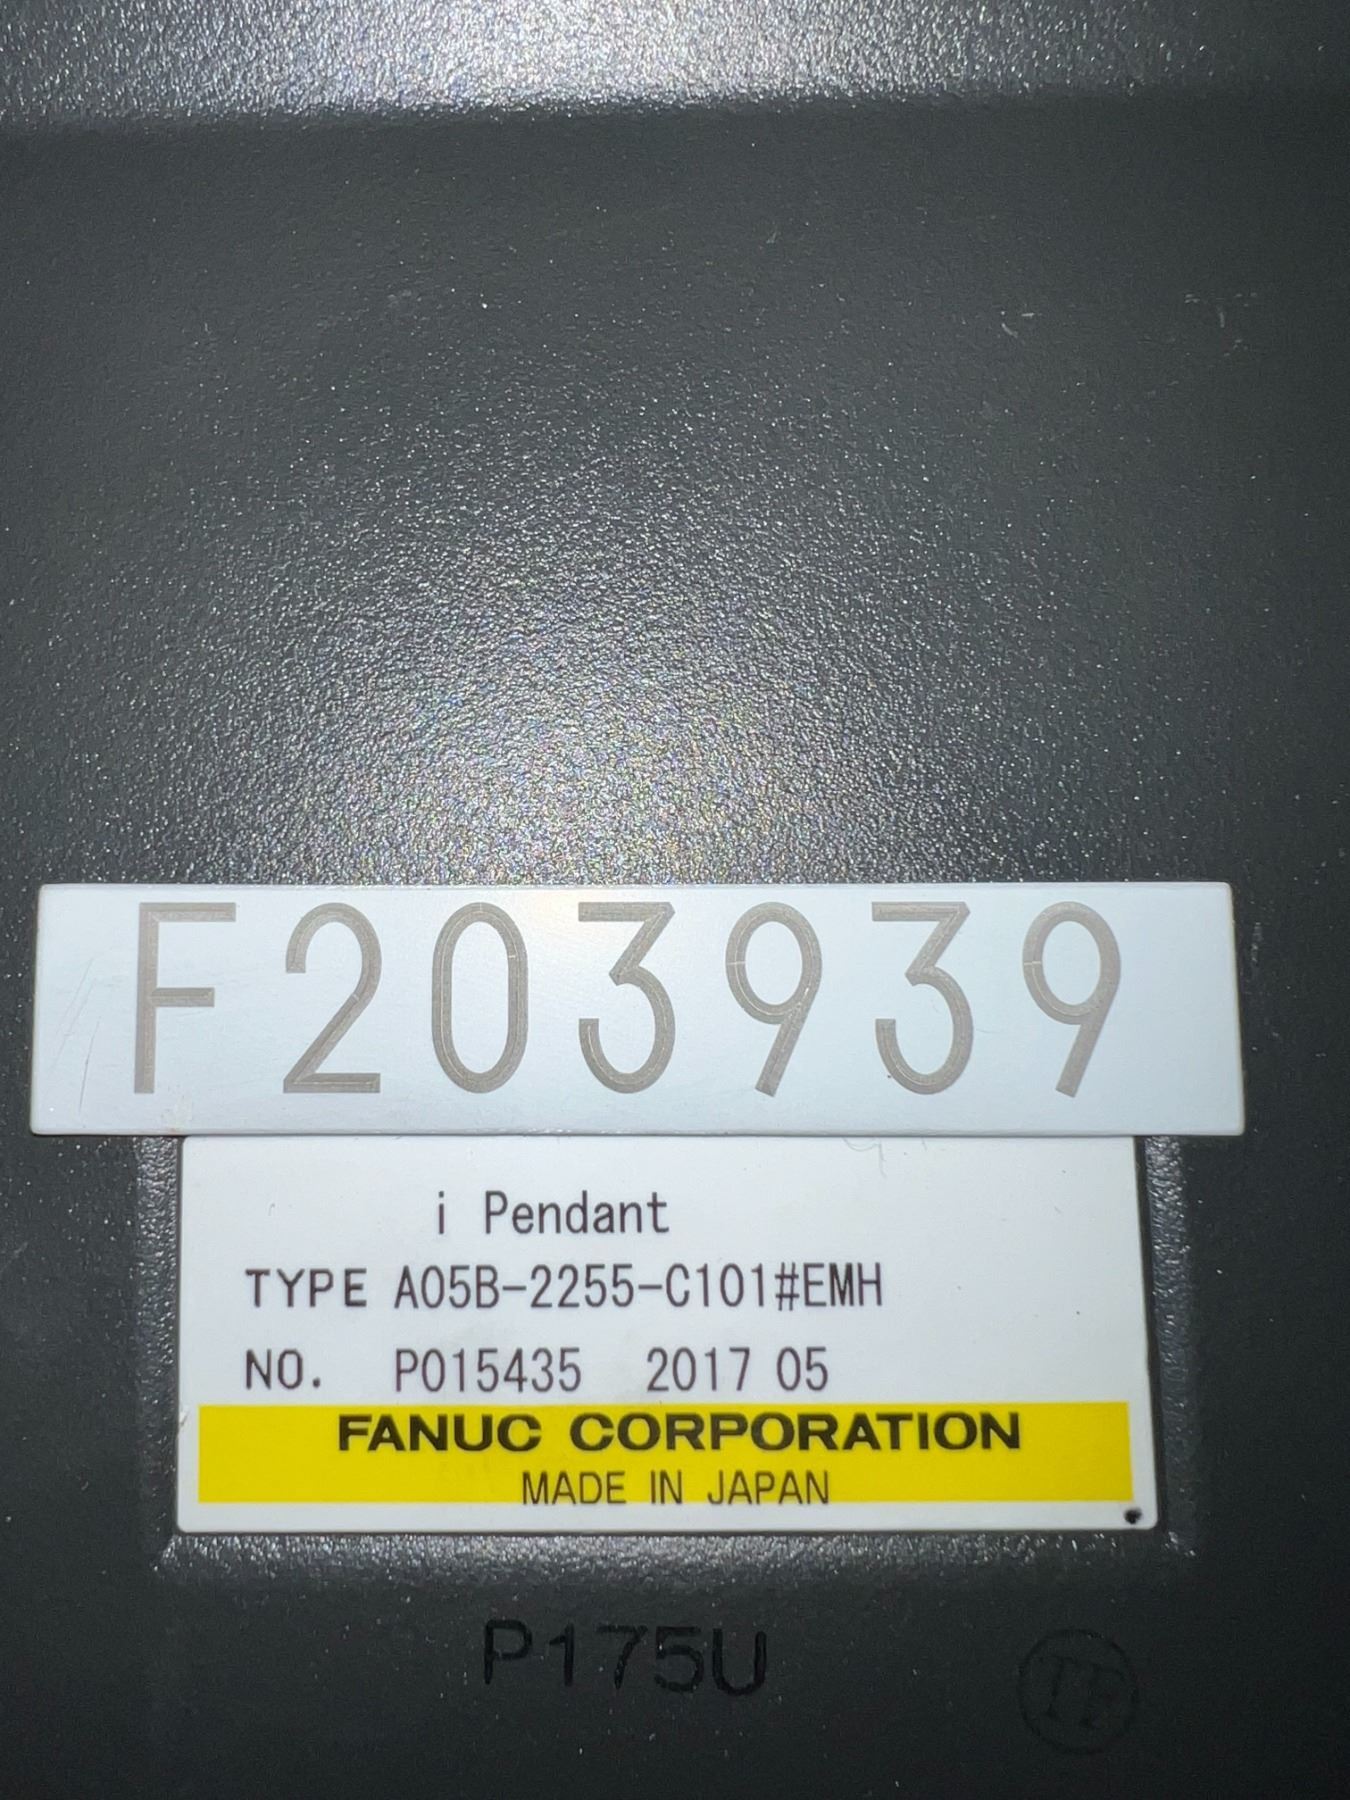 F203939
i Pendant
TYPE A05B-2255-C101#EMH
NO. P015435 2017 05
FANUC CORPORATION
MADE IN JAPAN
P175U